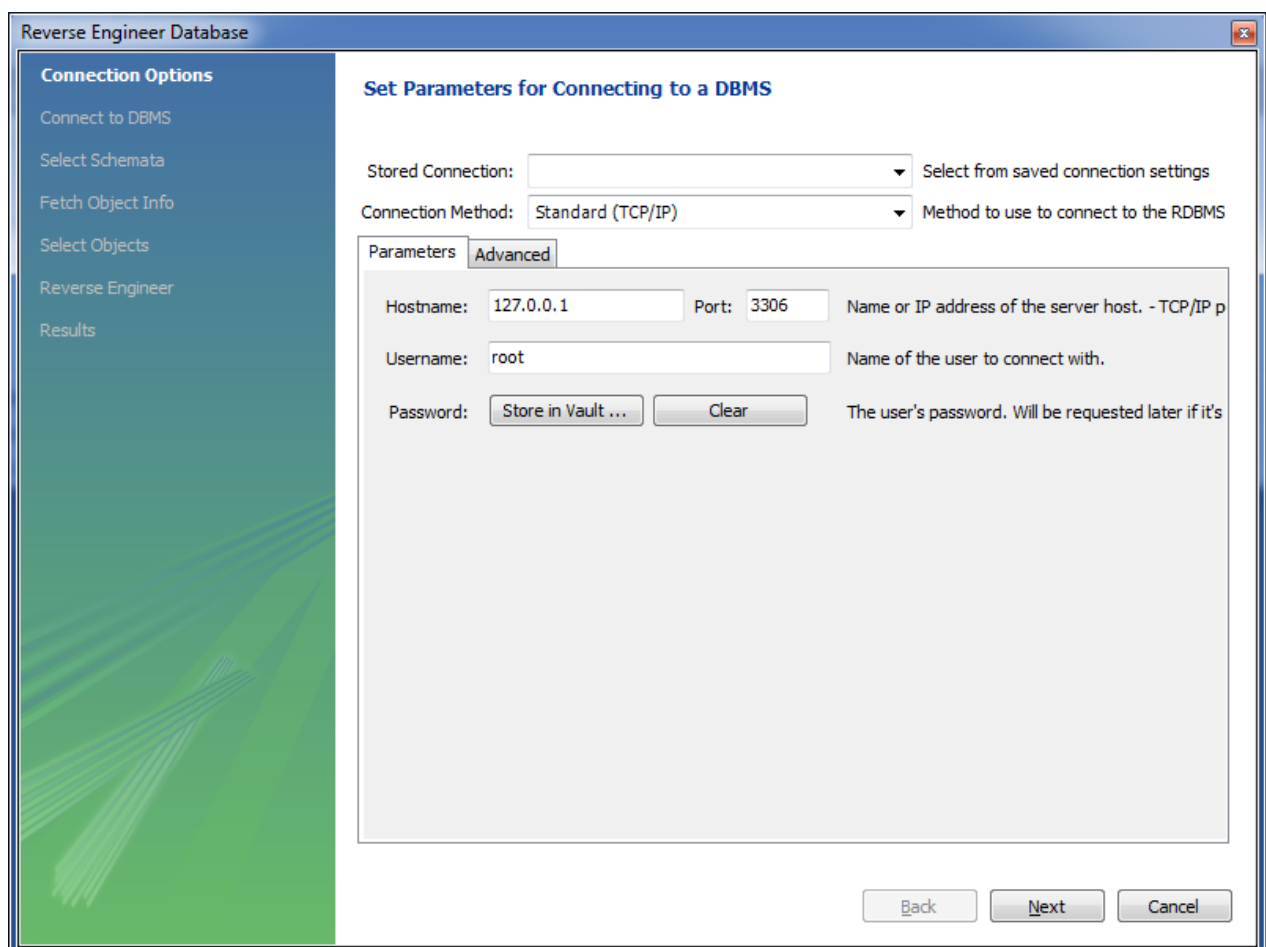 Reverse Engineer Database
Connection Options
Connect to DBMS
Select Schemata
Fetch Object Info
Select Objects
Reverse Engineer
Results
Set Parameters for Connecting to a DBMS
Stored Connection: Select from saved connection settings
Connection Method: Standard (TCP/IP) Method to use to connect to the RDBMS
Parameters Advanced
Hostname: 127.0.0.1 Port: 3306 Name or IP address of the server host. - TCP/IP p
Username: root Name of the user to connect with.
Password: Store in Vault ... Clear The user's password. Will be requested later if it's
Back Next Cancel